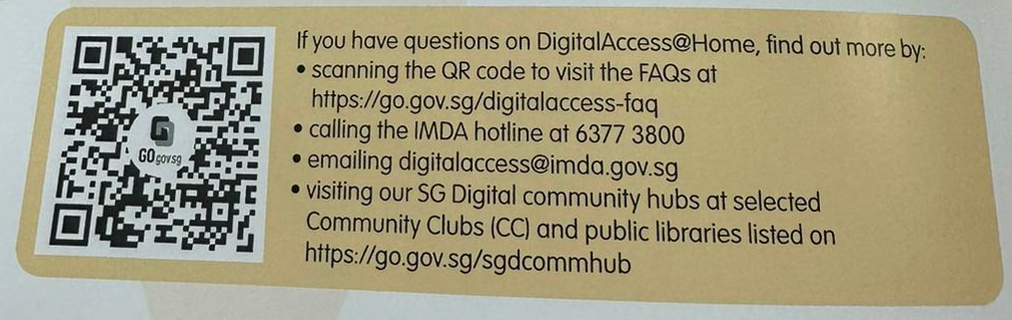 GO gov.sg
If you have questions on DigitalAccess@Home, find out more by:
• scanning the QR code to visit the FAQs at
https://go.gov.sg/digitalaccess-faq
• calling the IMDA hotline at 6377 3800
• emailing digitalaccess@imda.gov.sg
• visiting our SG Digital community hubs at selected
Community Clubs (CC) and public libraries listed on
https://go.gov.sg/sgdcommhub